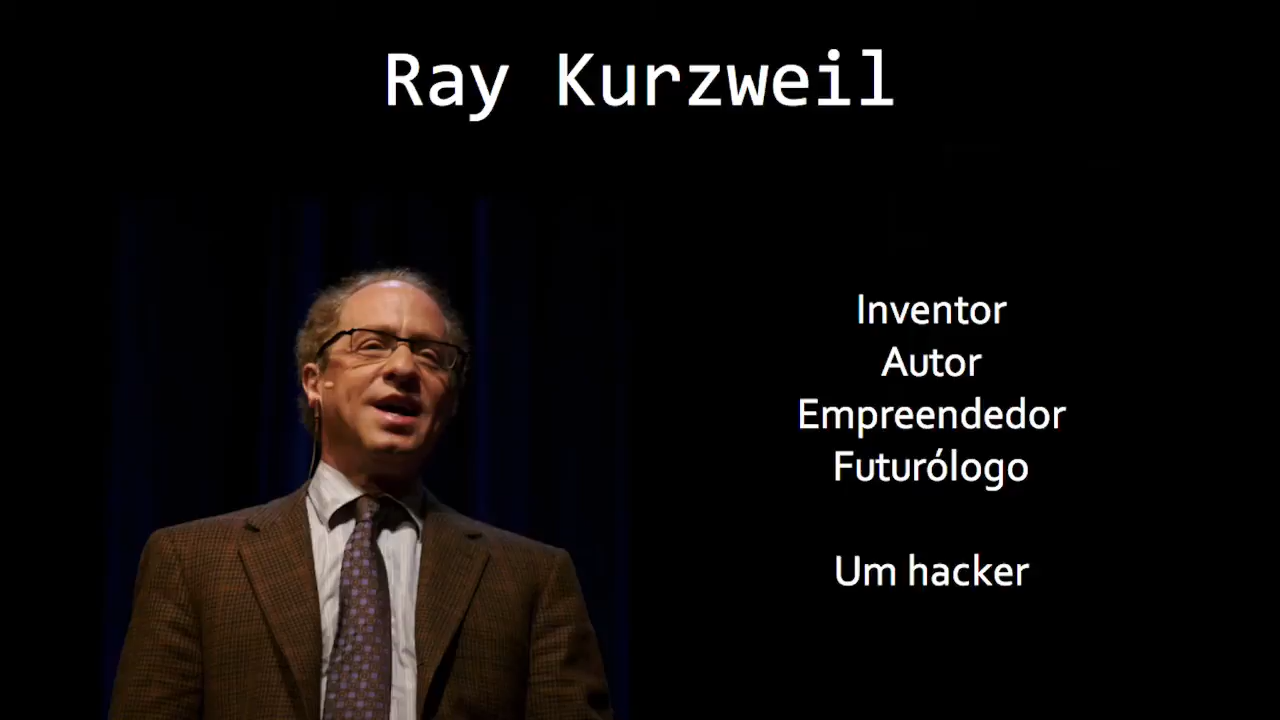 Ray Kurzweil
Inventor
Autor
Empreendedor
Futurólogo
Um hacker